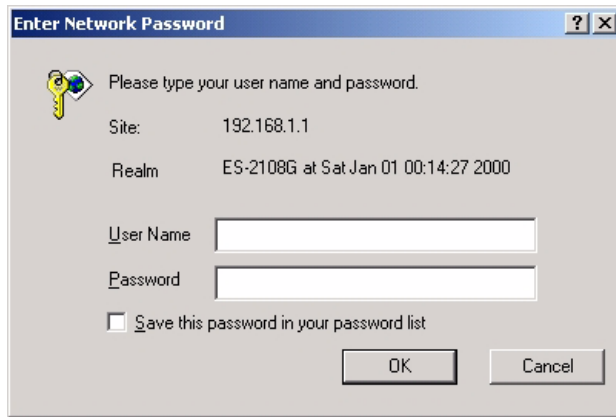 Enter Network Password
Please type your user name and password.
Site: 192.168.1.1
Realm ES-2108G at Sat Jan 01 00:14:27 2000
User Name
Password
Save this password in your password list
OK Cancel